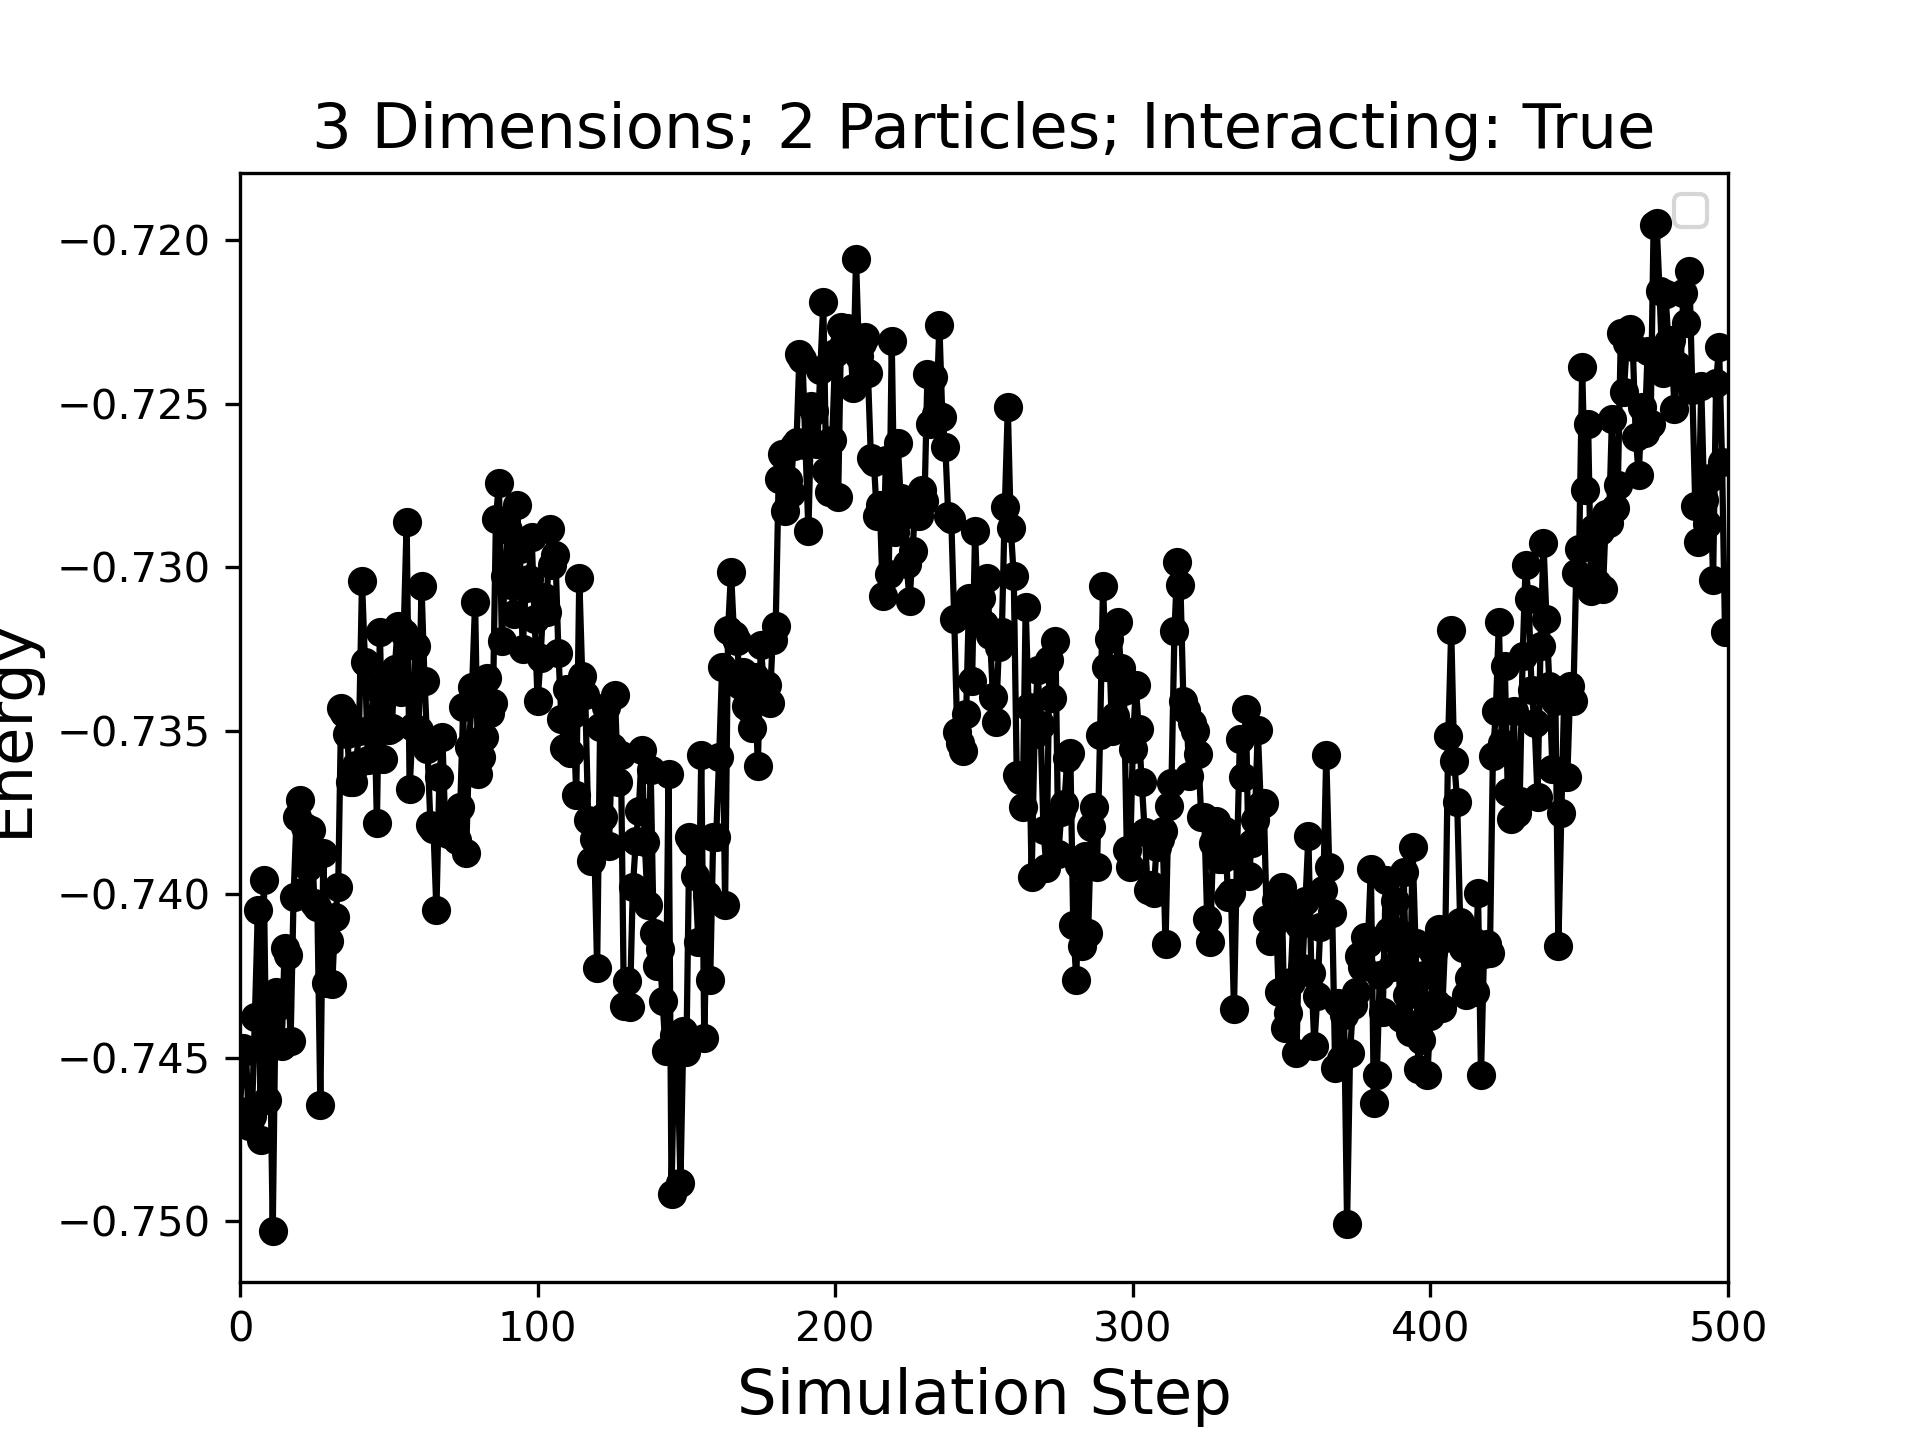 3 Dimensions; 2 Particles; Interacting: True
−0.720
−0.725
−0.730
−0.735
−0.740
−0.745
−0.750
Energy
0 100 200 300 400 500
Simulation Step